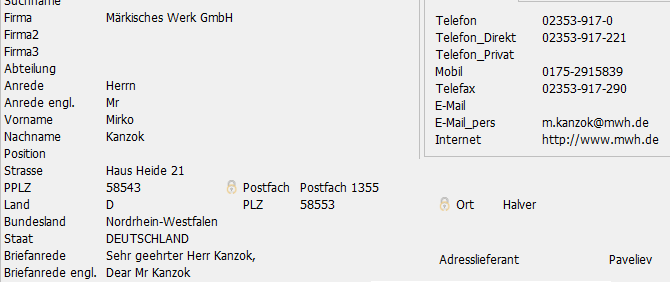 Suchname
Firma Märkisches Werk GmbH
Firma2
Firma3
Abteilung
Anrede Herrn
Anrede engl. Mr
Vorname Mirko
Nachname Kanzok
Position
Strasse Haus Heide 21
PPLZ 58543 Postfach Postfach 1355
Land D PLZ 58553 Ort Halver
Bundesland Nordrhein-Westfalen
Staat DEUTSCHLAND
Briefanrede Sehr geehrter Herr Kanzok,
Briefanrede engl. Dear Mr Kanzok
Telefon 02353-917-0
Telefon_Direkt 02353-917-221
Telefon_Privat
Mobil 0175-2915839
Telefax 02353-917-290
E-Mail
E-Mail_pers m.kanzok@mwh.de
Internet http://www.mwh.de
Adresslieferant Paveliev